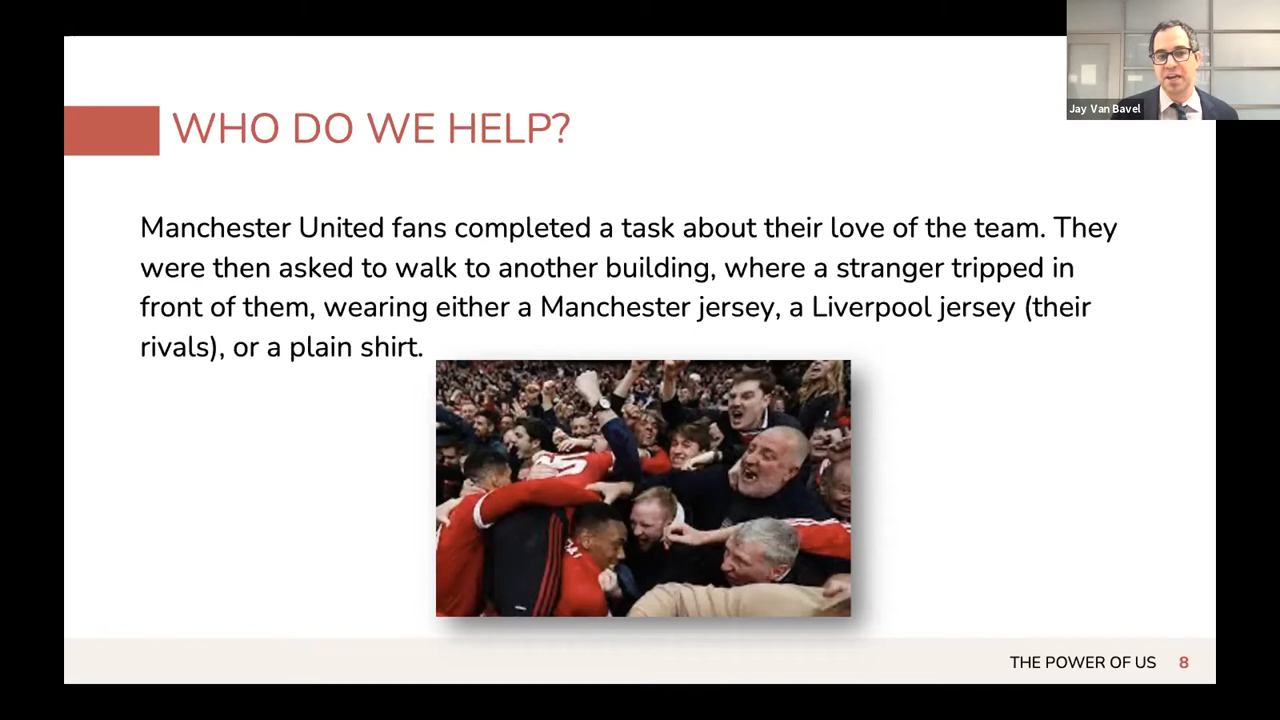 Jay Van Bavel
WHO DO WE HELP?
Manchester United fans completed a task about their love of the team. They
were then asked to walk to another building, where a stranger tripped in
front of them, wearing either a Manchester jersey, a Liverpool jersey (their
rivals), or a plain shirt.
THE POWER OF US 8